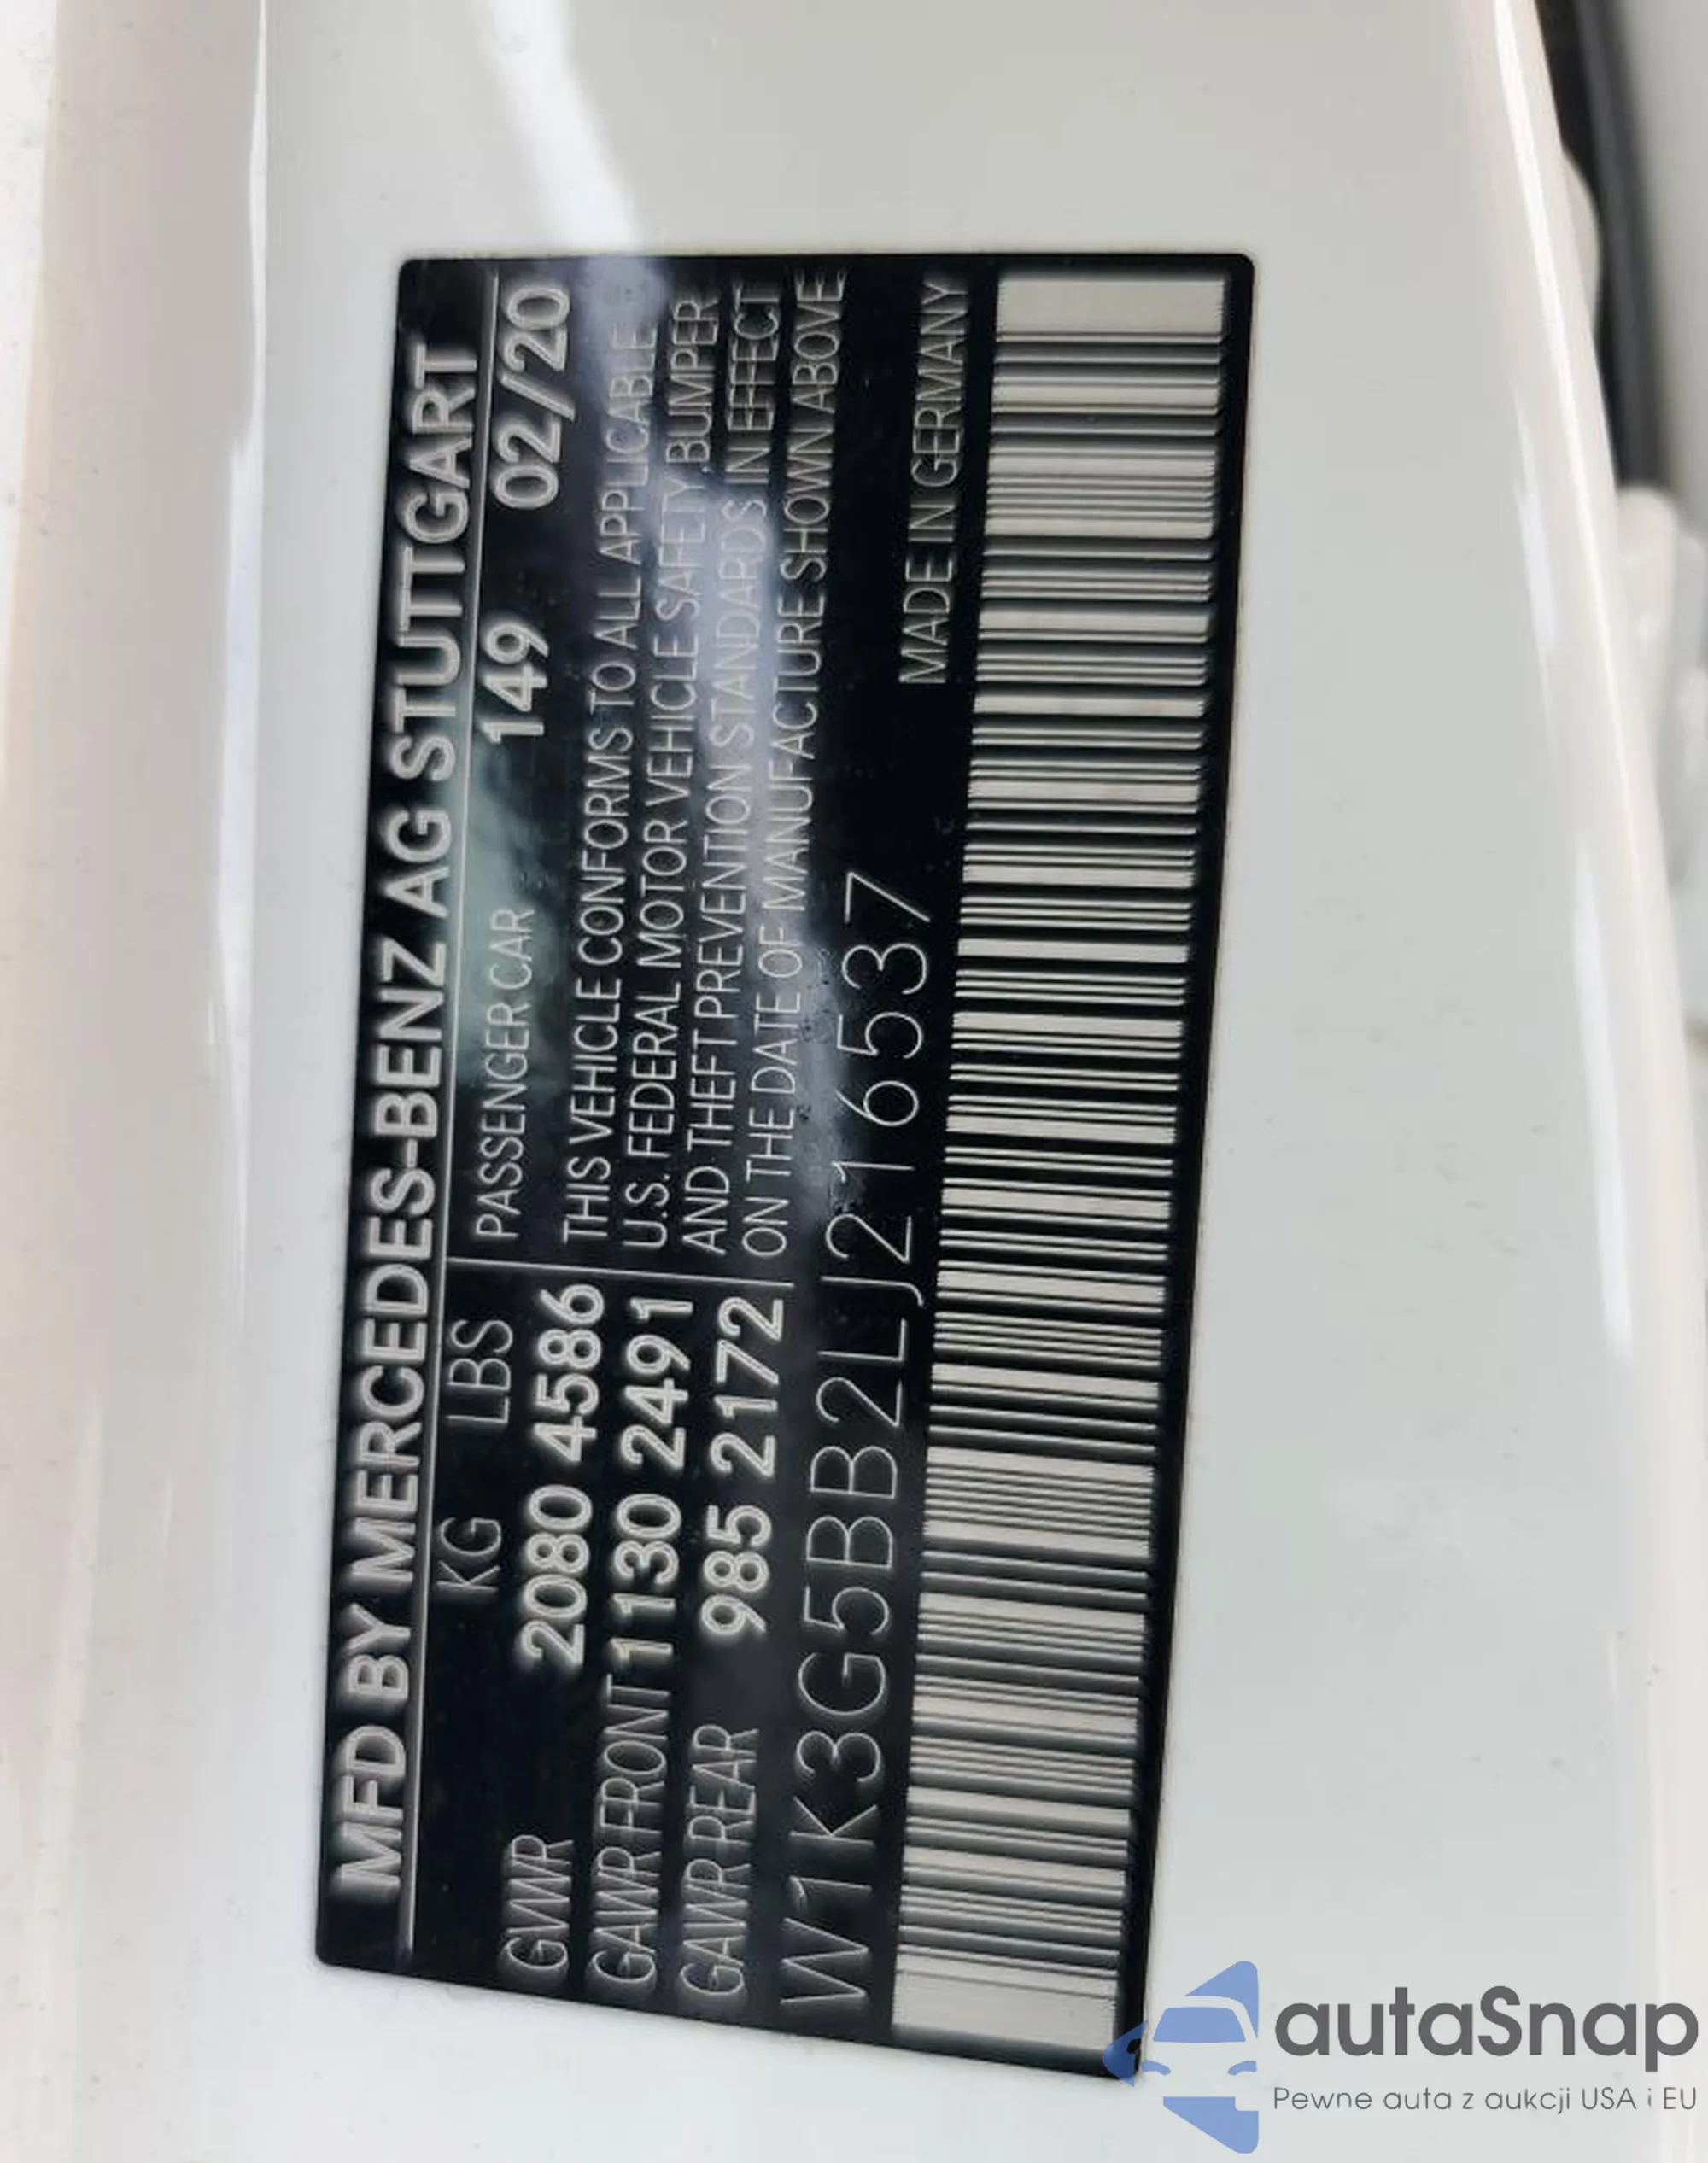 MFD BY MERCEDES-BENZ AG STUTTGART
KG LBS PASSENGER CAR 149 02/20
GVWR 2080 4586 THIS VEHICLE CONFORMS TO ALL APPLICABLE
GAWR FRONT 1130 2491 U.S. FEDERAL MOTOR VEHICLE SAFETY, BUMPER
GAWR REAR 985 2172 AND THEFT PREVENTION STANDARDS IN EFFECT
ON THE DATE OF MANUFACTURE SHOWN ABOVE
W1K3G5BB2LJ216537 MADE IN GERMANY
autaSnap
Pewne auta z aukcji USA i EU